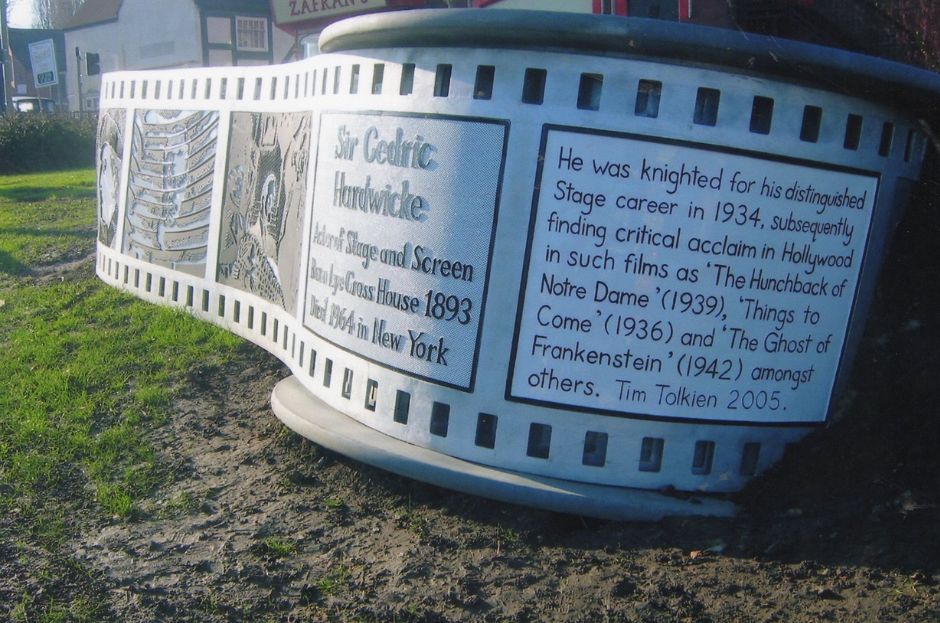 ZAFRAN'S
Sir Cedric
Hardwicke
Actor of Stage and Screen
Born Lye Cross House 1893
Died 1964 in New York
He was knighted for his distinguished
Stage career in 1934, subsequently
finding critical acclaim in Hollywood
in such films as 'The Hunchback of
Notre Dame' (1939), 'Things to
Come' (1936) and 'The Ghost of
Frankenstein' (1942) amongst
others. Tim Tolkien 2005.